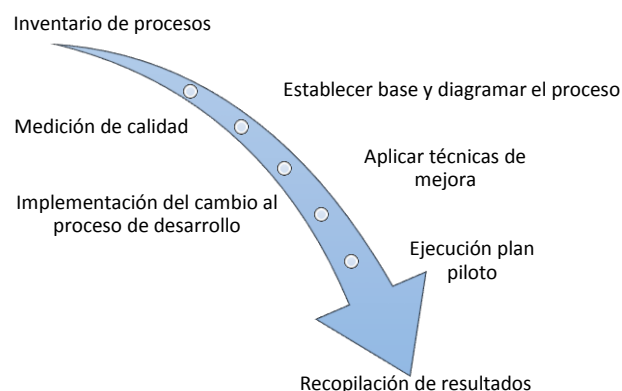 Inventario de procesos
Establecer base y diagramar el proceso
Medición de calidad
Aplicar técnicas de
mejora
Implementación del cambio al
proceso de desarrollo
Ejecución plan
piloto
Recopilación de resultados